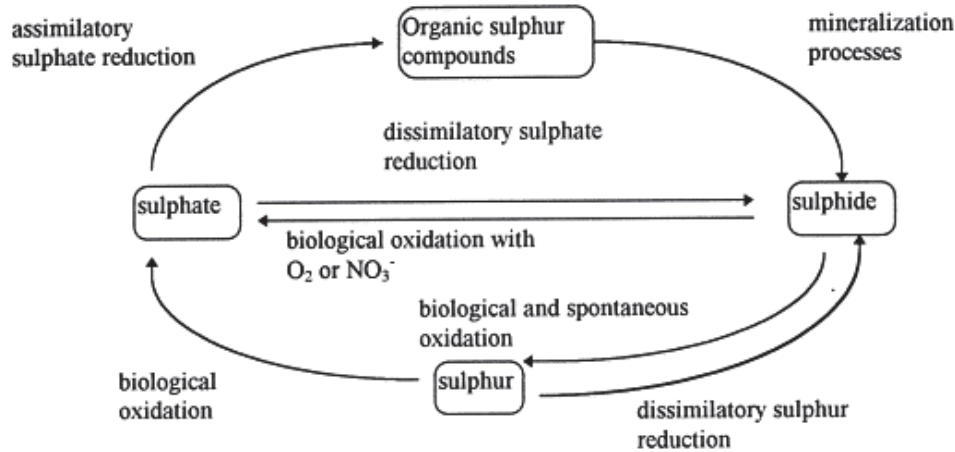 assimilatory
sulphate reduction
Organic sulphur
compounds
mineralization
processes
dissimilatory sulphate
reduction
sulphate
sulphide
biological oxidation with
O₂ or NO₃⁻
biological and spontaneous
oxidation
sulphur
biological
oxidation
dissimilatory sulphur
reduction